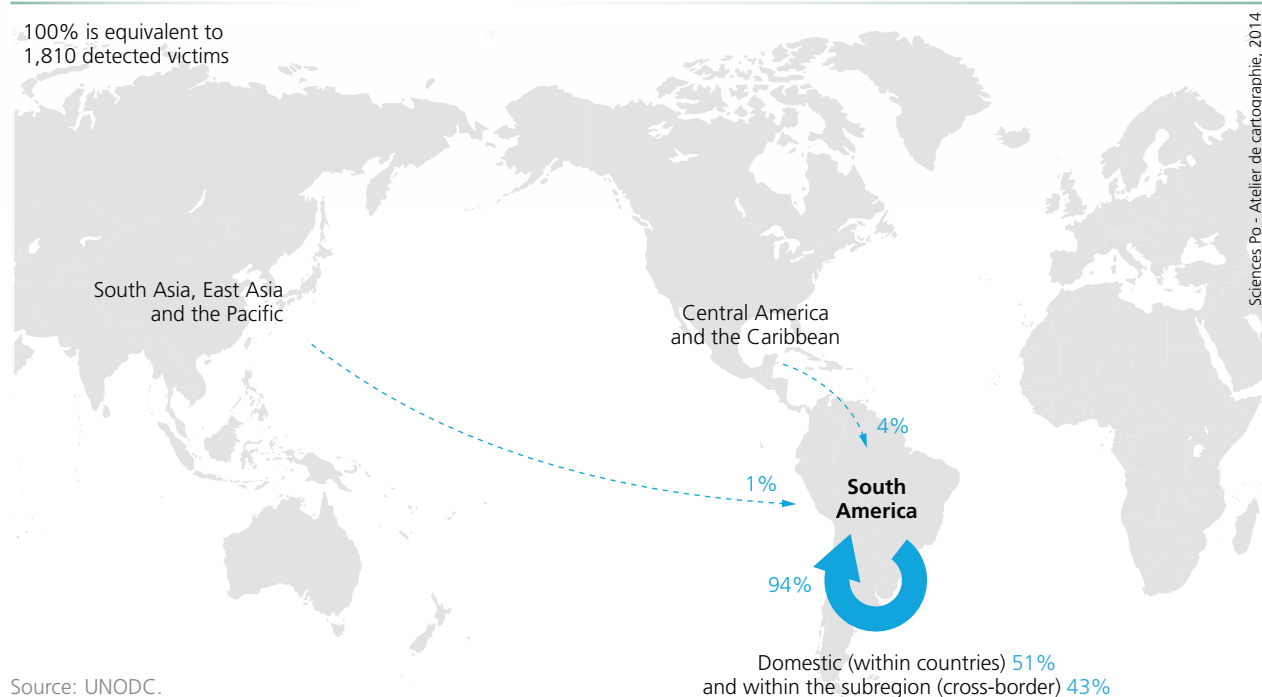 100% is equivalent to
1,810 detected victims
Sciences Po - Atelier de cartographie, 2014
South Asia, East Asia
and the Pacific
Central America
and the Caribbean
4%
1%
South
America
94%
Domestic (within countries) 51%
and within the subregion (cross-border) 43%
Source: UNODC.